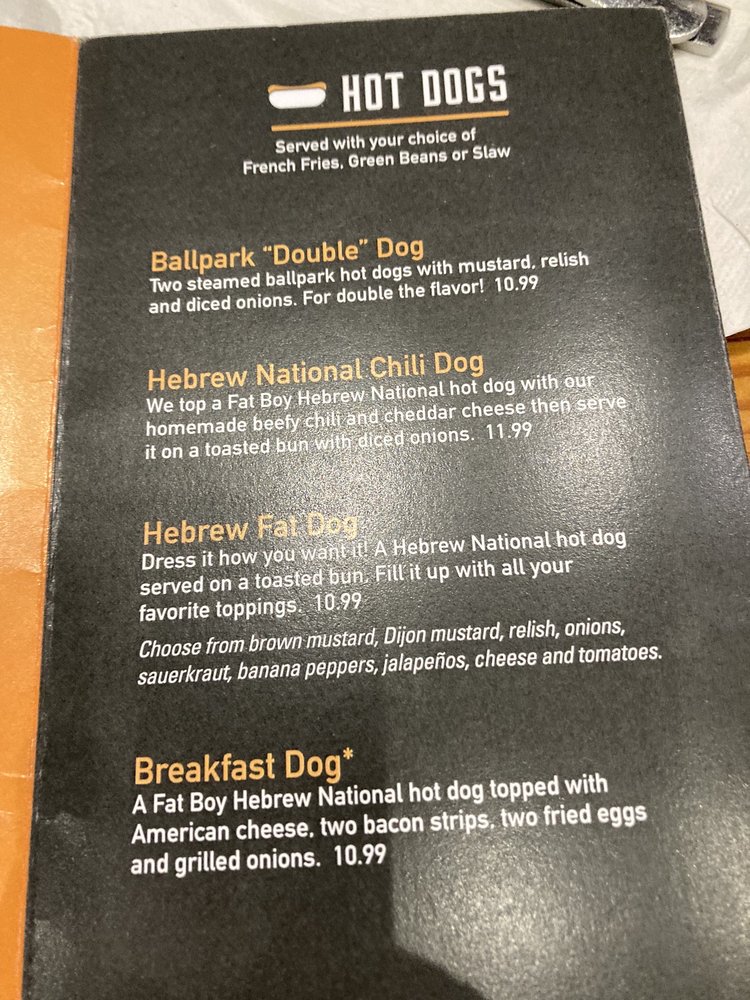 HOT DOGS
Served with your choice of
French Fries, Green Beans or Slaw
Ballpark “Double” Dog
Two steamed ballpark hot dogs with mustard, relish
and diced onions. For double the flavor! 10.99
Hebrew National Chili Dog
We top a Fat Boy Hebrew National hot dog with our
homemade beefy chili and cheddar cheese then serve
it on a toasted bun with diced onions. 11.99
Hebrew Fat Dog
Dress it how you want it! A Hebrew National hot dog
served on a toasted bun. Fill it up with all your
favorite toppings. 10.99
Choose from brown mustard, Dijon mustard, relish, onions,
sauerkraut, banana peppers, jalapeños, cheese and tomatoes.
Breakfast Dog*
A Fat Boy Hebrew National hot dog topped with
American cheese, two bacon strips, two fried eggs
and grilled onions. 10.99